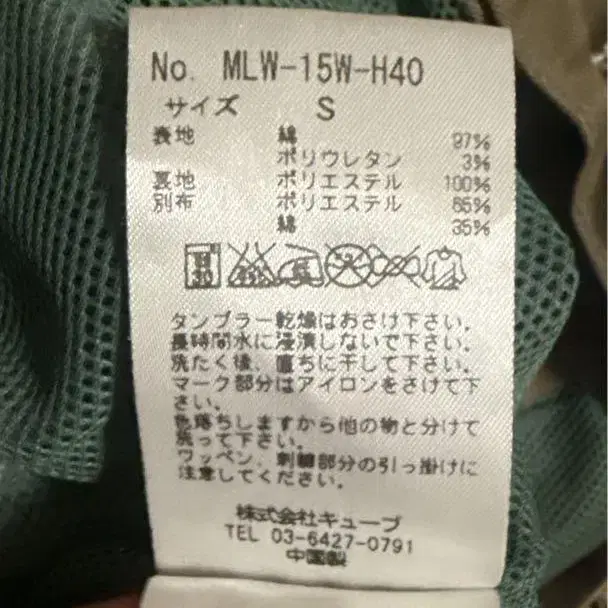 No. MLW-15W-H40
サイズ S
表地 綿 97%
ポリウレタン 3%
裏地 ポリエステル 100%
別布 ポリエステル 65%
綿 35%
タンブラー乾燥はおさけ下さい。
長時間水に浸漬しないで下さい。
洗たく後、直ちに干して下さい。
マーク部分はアイロンをさけて下
さい。
色落ちしますから他の物と分けて
洗って下さい。
ワッペン、刺繍部分の引っ掛けに
注意してください。
株式会社キューブ
TEL 03-6427-0791
中国製